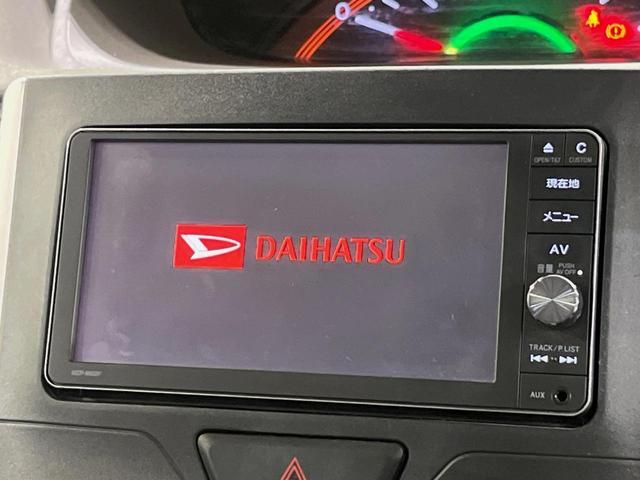 0
OPEN/TILT
C
CUSTOM
現在地
メニュー
AV
DAIHATSU
音量
PUSH
AV OFF
TRACK/P.LIST
AUX